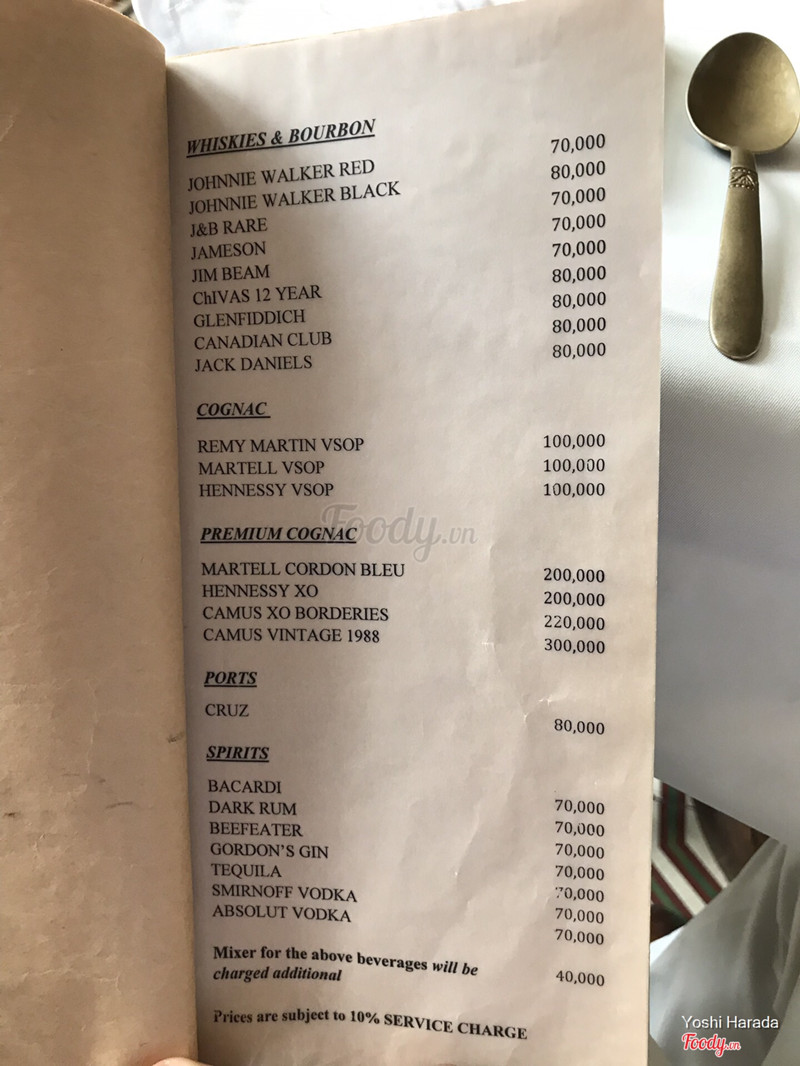 WHISKIES & BOURBON
JOHNNIE WALKER RED 70,000
JOHNNIE WALKER BLACK 80,000
J&B RARE 70,000
JAMESON 70,000
JIM BEAM 70,000
ChIVAS 12 YEAR 80,000
GLENFIDDICH 80,000
CANADIAN CLUB 80,000
JACK DANIELS 80,000
COGNAC
REMY MARTIN VSOP 100,000
MARTELL VSOP 100,000
HENNESSY VSOP 100,000
Foody.vn
PREMIUM COGNAC
MARTELL CORDON BLEU 200,000
HENNESSY XO 200,000
CAMUS XO BORDERIES 220,000
CAMUS VINTAGE 1988 300,000
PORTS
CRUZ 80,000
SPIRITS
BACARDI 70,000
DARK RUM 70,000
BEEFEATER 70,000
GORDON'S GIN 70,000
TEQUILA 70,000
SMIRNOFF VODKA 70,000
ABSOLUT VODKA 70,000
Mixer for the above beverages will be
charged additional 40,000
Prices are subject to 10% SERVICE CHARGE
Yoshi Harada
Foody.vn